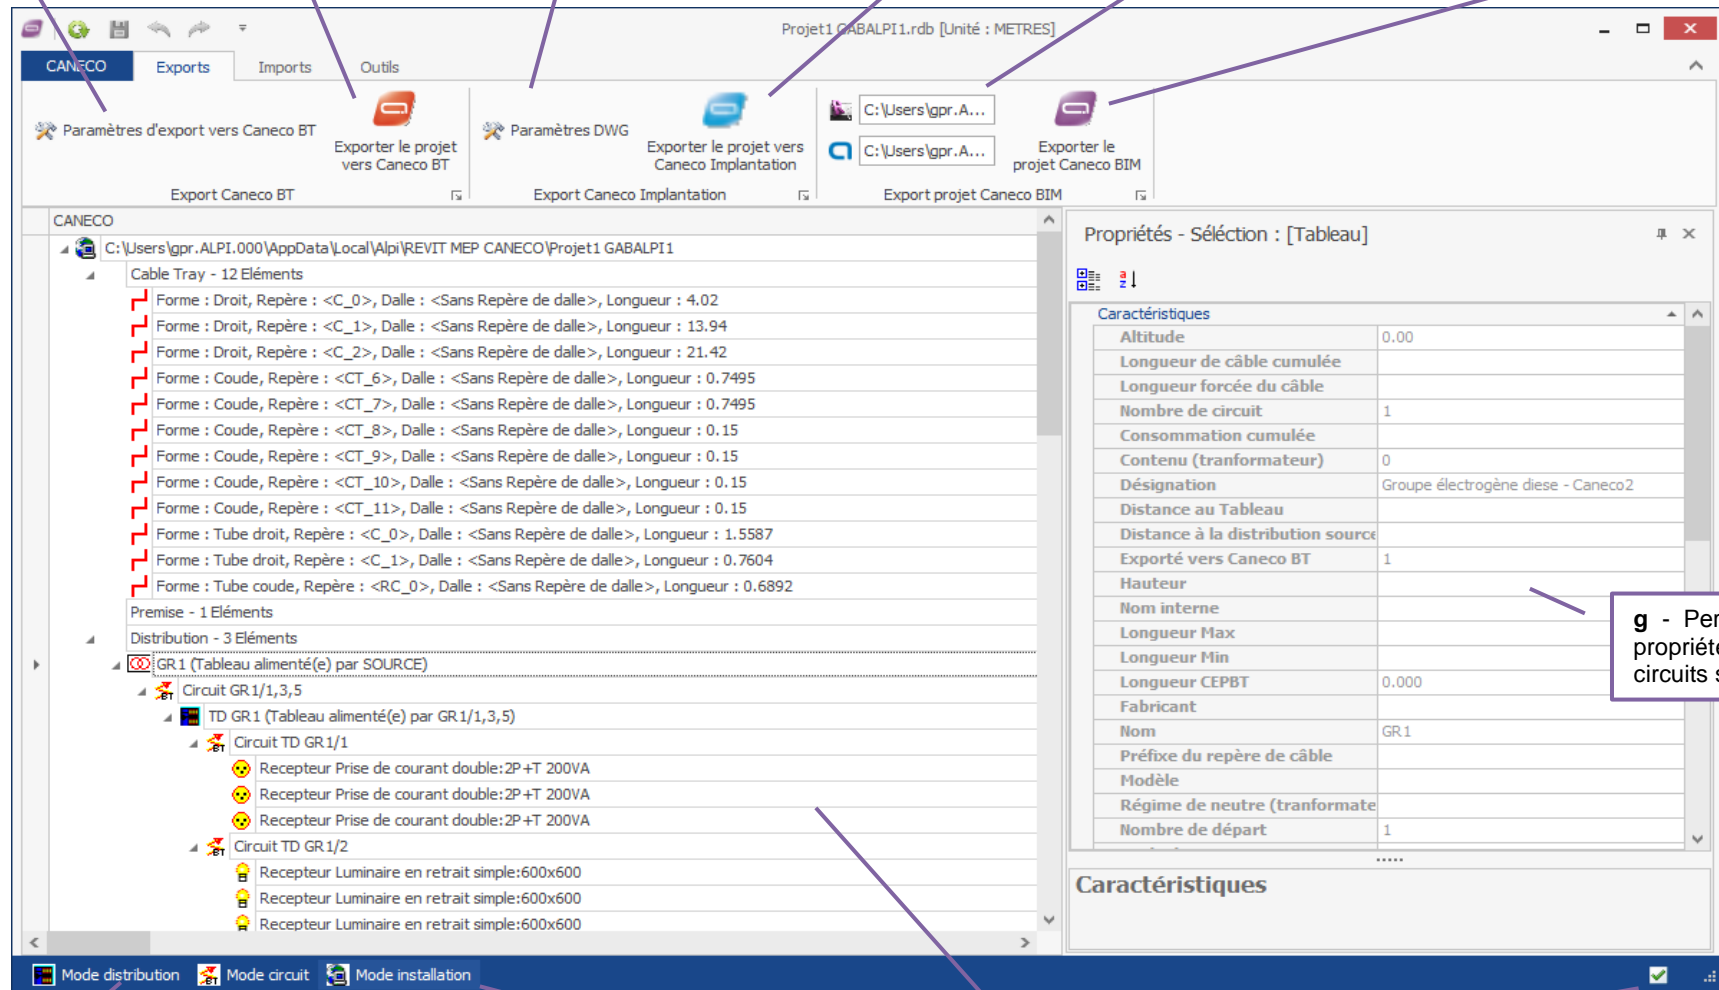 Projet1 GABALPI1.rdb [Unité : METRES]
CANECO Exports Imports Outils
Paramètres d'export vers Caneco BT
Exporter le projet
vers Caneco BT
Export Caneco BT
Paramètres DWG
Exporter le projet vers
Caneco Implantation
Export Caneco Implantation
C:\Users\gpr.A...
C:\Users\gpr.A...
Exporter le
projet Caneco BIM
Export projet Caneco BIM
CANECO
C:\Users\gpr.ALPI.000\AppData\Local\Alpi\REVIT MEP CANECO\Projet1 GABALPI1
Cable Tray - 12 Eléments
Forme : Droit, Repère : <C_0>, Dalle : <Sans Repère de dalle>, Longueur : 4.02
Forme : Droit, Repère : <C_1>, Dalle : <Sans Repère de dalle>, Longueur : 13.94
Forme : Droit, Repère : <C_2>, Dalle : <Sans Repère de dalle>, Longueur : 21.42
Forme : Coude, Repère : <CT_6>, Dalle : <Sans Repère de dalle>, Longueur : 0.7495
Forme : Coude, Repère : <CT_7>, Dalle : <Sans Repère de dalle>, Longueur : 0.7495
Forme : Coude, Repère : <CT_8>, Dalle : <Sans Repère de dalle>, Longueur : 0.15
Forme : Coude, Repère : <CT_9>, Dalle : <Sans Repère de dalle>, Longueur : 0.15
Forme : Coude, Repère : <CT_10>, Dalle : <Sans Repère de dalle>, Longueur : 0.15
Forme : Coude, Repère : <CT_11>, Dalle : <Sans Repère de dalle>, Longueur : 0.15
Forme : Tube droit, Repère : <C_0>, Dalle : <Sans Repère de dalle>, Longueur : 1.5587
Forme : Tube droit, Repère : <C_1>, Dalle : <Sans Repère de dalle>, Longueur : 0.7604
Forme : Tube coude, Repère : <RC_0>, Dalle : <Sans Repère de dalle>, Longueur : 0.6892
Premise - 1 Eléments
Distribution - 3 Eléments
GR1 (Tableau alimenté(e) par SOURCE)
Circuit GR1/1,3,5
TD GR1 (Tableau alimenté(e) par GR1/1,3,5)
Circuit TD GR1/1
Recepteur Prise de courant double:2P+T 200VA
Recepteur Prise de courant double:2P+T 200VA
Recepteur Prise de courant double:2P+T 200VA
Circuit TD GR1/2
Recepteur Luminaire en retrait simple:600x600
Recepteur Luminaire en retrait simple:600x600
Recepteur Luminaire en retrait simple:600x600
Propriétés - Séléction : [Tableau]
Caractéristiques
Altitude 0.00
Longueur de câble cumulée
Longueur forcée du câble
Nombre de circuit 1
Consommation cumulée
Contenu (tranformateur) 0
Désignation Groupe électrogène diese - Caneco2
Distance au Tableau
Distance à la distribution source
Exporté vers Caneco BT 1
Hauteur
Nom interne
Longueur Max
Longueur Min
Longueur CEPBT 0.000
Fabricant
Nom GR1
Préfixe du repère de câble
Modèle
Régime de neutre (tranformate
Nombre de départ 1
Caractéristiques
g - Per
propriét
circuits s
Mode distribution Mode circuit Mode installation